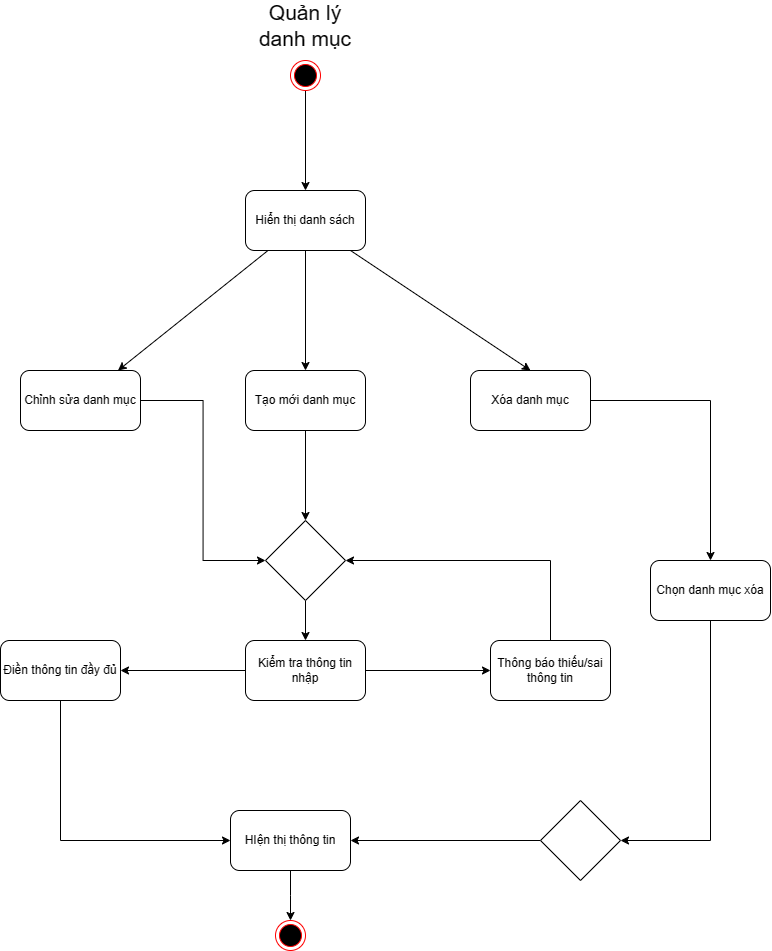 Quản lý
danh mục
Hiển thị danh sách
Chỉnh sửa danh mục
Tạo mới danh mục
Xóa danh mục
Chọn danh mục xóa
Điền thông tin đầy đủ
Kiểm tra thông tin
nhập
Thông báo thiếu/sai
thông tin
HIện thị thông tin